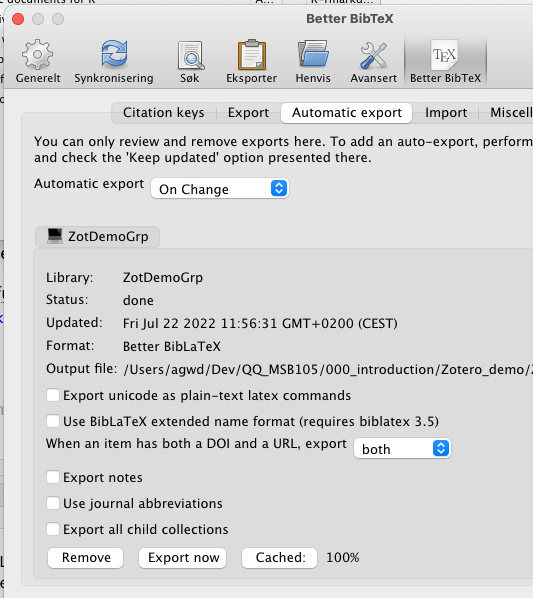 Better BibTeX
Generelt Synkronisering Søk Eksporter Henvis Avansert Better BibTeX
Citation keys Export Automatic export Import Miscell
You can only review and remove exports here. To add an auto-export, perform
and check the 'Keep updated' option presented there.
Automatic export On Change
ZotDemoGrp
Library: ZotDemoGrp
Status: done
Updated: Fri Jul 22 2022 11:56:31 GMT+0200 (CEST)
Format: Better BibLaTeX
Output file: /Users/agwd/Dev/QQ_MSB105/000_introduction/Zotero_demo/
Export unicode as plain-text latex commands
Use BibLaTeX extended name format (requires biblatex 3.5)
When an item has both a DOI and a URL, export both
Export notes
Use journal abbreviations
Export all child collections
Remove Export now Cached: 100%